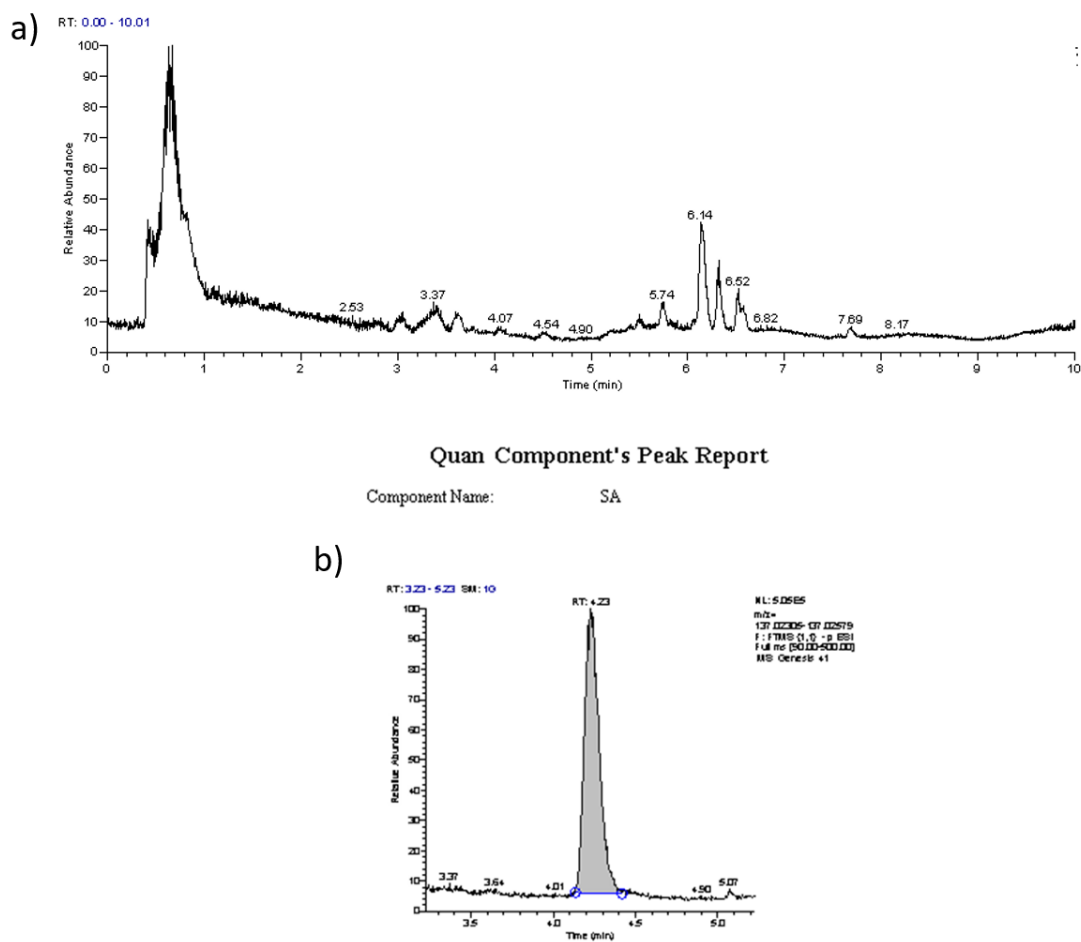 a)
RT: 0.00 - 10.01
100
90
80
70
60
50
40
30
20
10
0
Relative Abundance
2.53
3.37
4.07
4.54
4.90
5.74
6.14
6.52
6.82
7.69
8.17
0 1 2 3 4 5 6 7 8 9 10
Time (min)
Quan Component's Peak Report
Component Name: SA
b)
RT: 3.23 - 5.23 SM: 10
RT: 4.23
100
90
80
70
60
50
40
30
20
10
0
Relative Abundance
3.37
3.64
4.01
4.90
5.07
3.5 4.0 4.5 5.0
Time (min)
NL: 5.05E5
m/z=
137.02305-137.02579
F: FTMS {1,1} - p ESI
Full ms [90.00-500.00]
MS Genesis